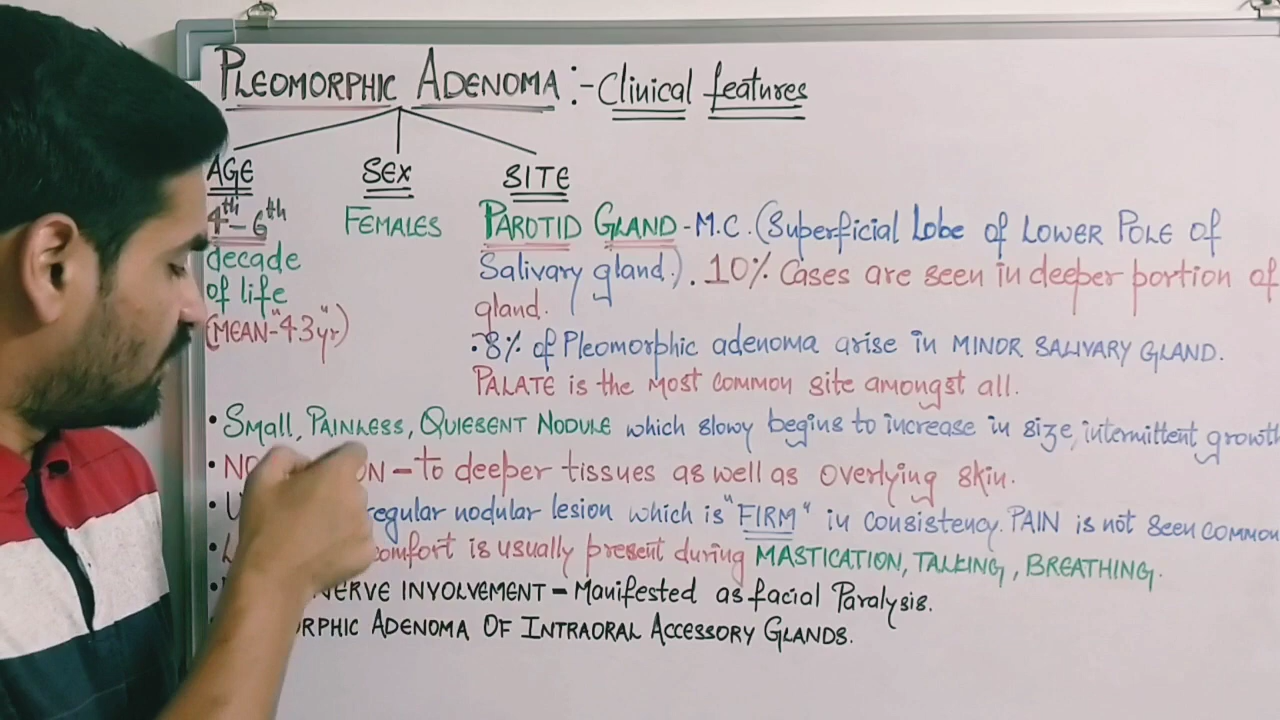 PLEOMORPHIC ADENOMA :- Clinical features
AGE SEX SITE
4th - 6th decade of life (MEAN-"43"yr)
FEMALES
PAROTID GLAND - M.C. (Superficial Lobe of LOWER POLE of
Salivary gland.). 10% Cases are seen in deeper portion of
gland.
• 8% of Pleomorphic adenoma arise in MINOR SALIVARY GLAND.
PALATE is the most common site amongst all.
• Small, PAINLESS, QUIESENT NODULE which slowy begins to increase in size, intermittent growth
• NO – to deeper tissues as well as overlying skin.
• nodular lesion which is "FIRM" in consistency. PAIN is not seen common
• is usually present during MASTICATION, TALKING, BREATHING.
• NERVE INVOLVEMENT – Manifested as facial Paralysis.
ADENOMA OF INTRAORAL ACCESSORY GLANDS.